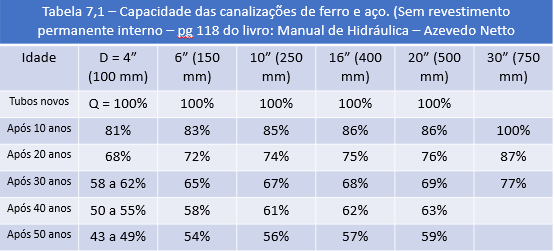 Tabela 7,1 – Capacidade das canalizações de ferro e aço. (Sem revestimento
permanente interno – pg 118 do livro: Manual de Hidráulica – Azevedo Netto
Idade D = 4” (100 mm) 6” (150 mm) 10” (250 mm) 16” (400 mm) 20” (500 mm) 30” (750 mm)
Tubos novos Q = 100% 100% 100% 100% 100%
Após 10 anos 81% 83% 85% 86% 86% 100%
Após 20 anos 68% 72% 74% 75% 76% 87%
Após 30 anos 58 a 62% 65% 67% 68% 69% 77%
Após 40 anos 50 a 55% 58% 61% 62% 63%
Após 50 anos 43 a 49% 54% 56% 57% 59%